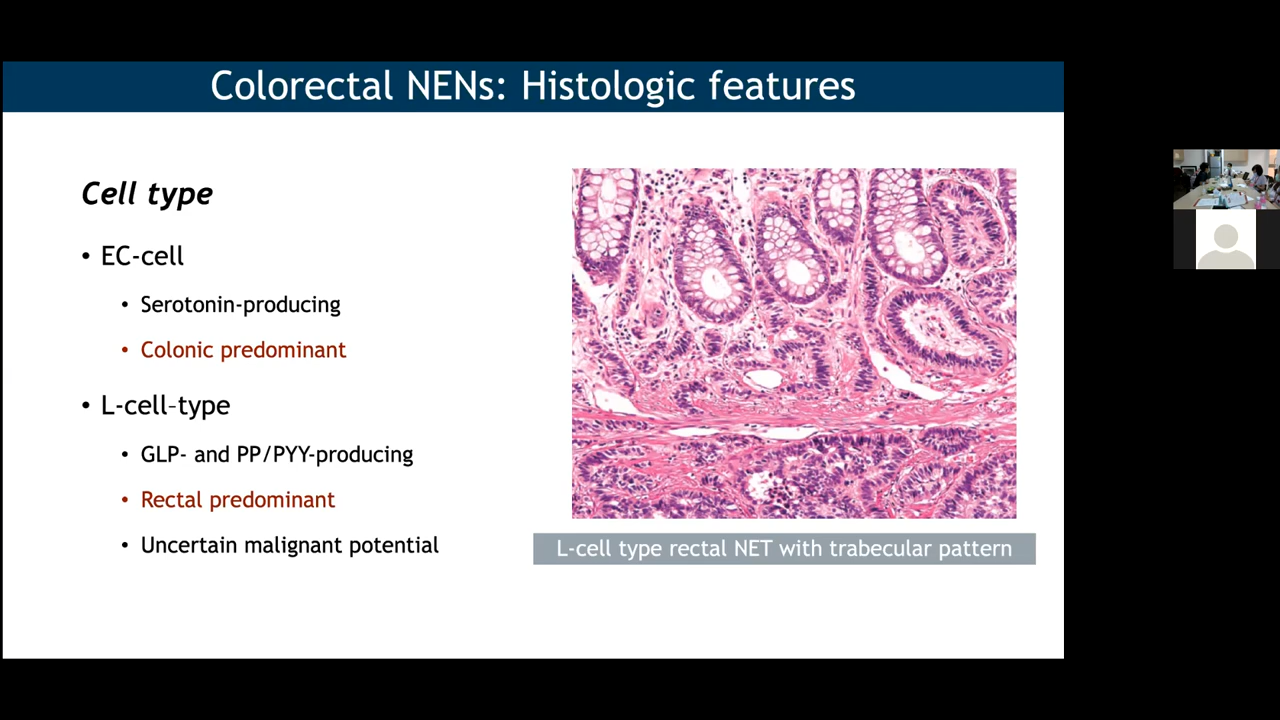 Colorectal NENs: Histologic features
Cell type
• EC-cell
• Serotonin-producing
• Colonic predominant
• L-cell–type
• GLP- and PP/PYY-producing
• Rectal predominant
• Uncertain malignant potential
L-cell type rectal NET with trabecular pattern